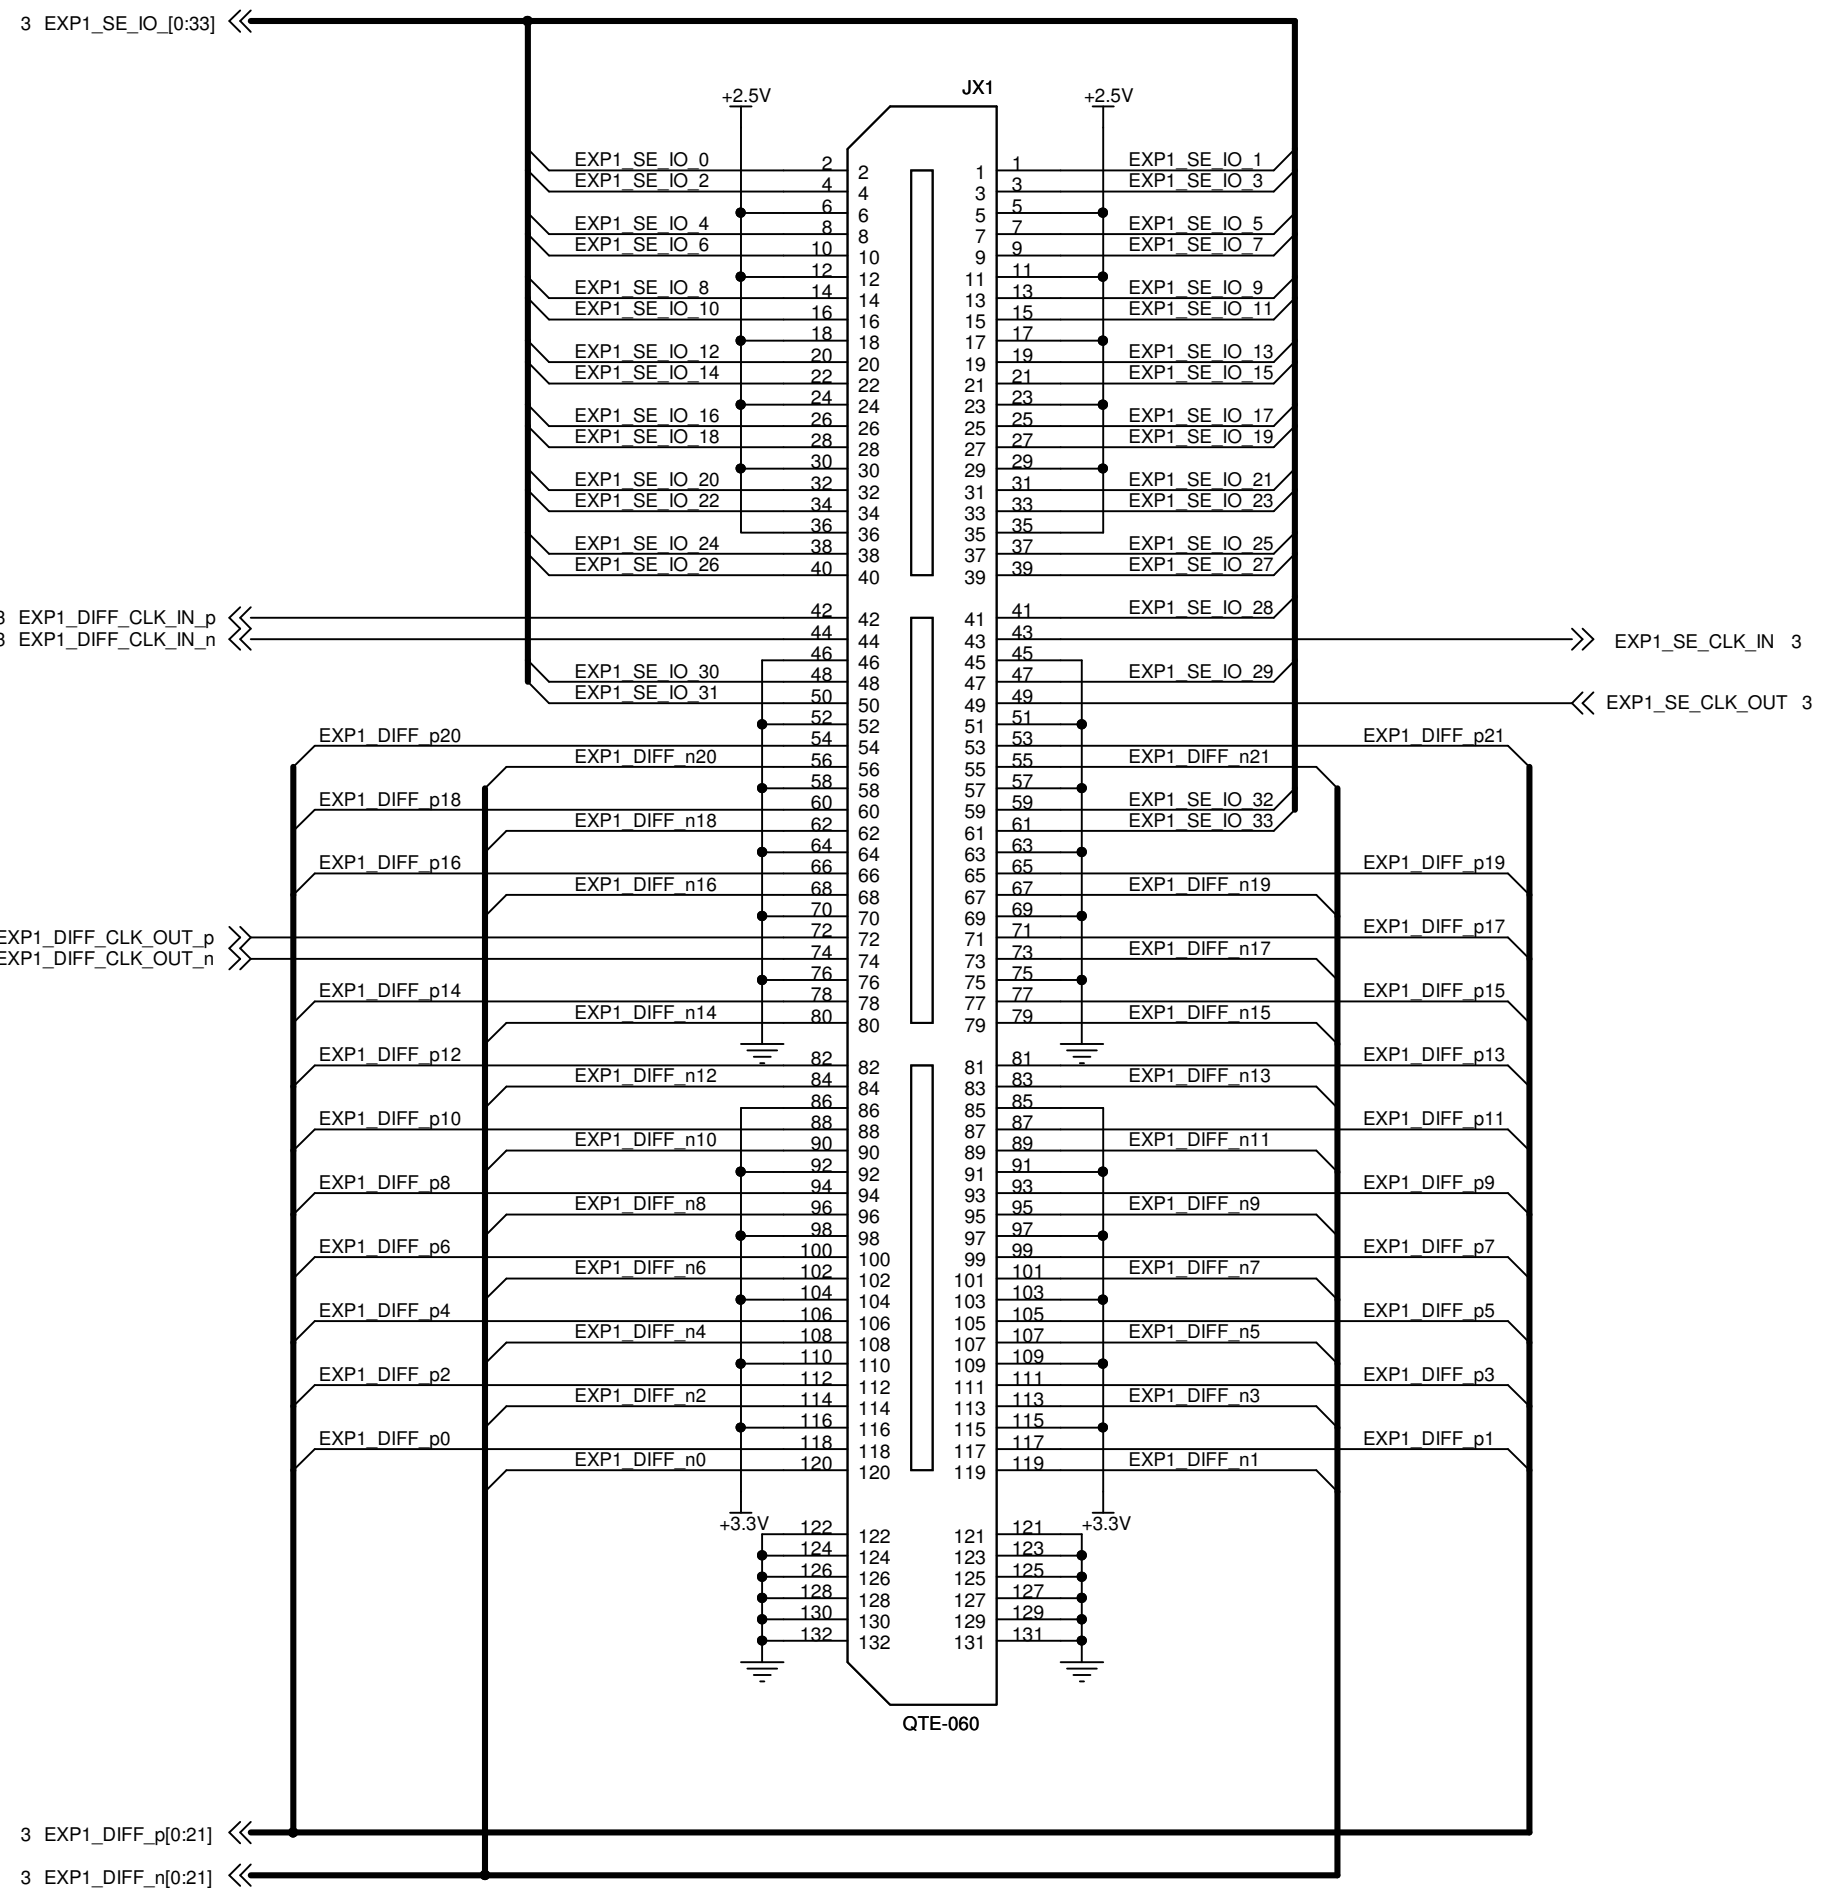 3 EXP1_SE_IO_[0:33]
JX1
+2.5V +2.5V
EXP1_SE_IO_0 2 2 1 1 EXP1_SE_IO_1
EXP1_SE_IO_2 4 4 3 3 EXP1_SE_IO_3
6 6 5 5
EXP1_SE_IO_4 8 8 7 7 EXP1_SE_IO_5
EXP1_SE_IO_6 10 10 9 9 EXP1_SE_IO_7
12 12 11 11
EXP1_SE_IO_8 14 14 13 13 EXP1_SE_IO_9
EXP1_SE_IO_10 16 16 15 15 EXP1_SE_IO_11
18 18 17 17
EXP1_SE_IO_12 20 20 19 19 EXP1_SE_IO_13
EXP1_SE_IO_14 22 22 21 21 EXP1_SE_IO_15
24 24 23 23
EXP1_SE_IO_16 26 26 25 25 EXP1_SE_IO_17
EXP1_SE_IO_18 28 28 27 27 EXP1_SE_IO_19
30 30 29 29
EXP1_SE_IO_20 32 32 31 31 EXP1_SE_IO_21
EXP1_SE_IO_22 34 34 33 33 EXP1_SE_IO_23
36 36 35 35
EXP1_SE_IO_24 38 38 37 37 EXP1_SE_IO_25
EXP1_SE_IO_26 40 40 39 39 EXP1_SE_IO_27
3 EXP1_DIFF_CLK_IN_p 42 42 41 41 EXP1_SE_IO_28
3 EXP1_DIFF_CLK_IN_n 44 44 43 43 EXP1_SE_CLK_IN 3
46 46 45 45
EXP1_SE_IO_30 48 48 47 47 EXP1_SE_IO_29
EXP1_SE_IO_31 50 50 49 49 EXP1_SE_CLK_OUT 3
52 52 51 51
EXP1_DIFF_p20 54 54 53 53 EXP1_DIFF_p21
EXP1_DIFF_n20 56 56 55 55 EXP1_DIFF_n21
58 58 57 57
EXP1_DIFF_p18 60 60 59 59 EXP1_SE_IO_32
EXP1_DIFF_n18 62 62 61 61 EXP1_SE_IO_33
64 64 63 63
EXP1_DIFF_p16 66 66 65 65 EXP1_DIFF_p19
EXP1_DIFF_n16 68 68 67 67 EXP1_DIFF_n19
70 70 69 69
EXP1_DIFF_CLK_OUT_p 72 72 71 71 EXP1_DIFF_p17
EXP1_DIFF_CLK_OUT_n 74 74 73 73 EXP1_DIFF_n17
76 76 75 75
EXP1_DIFF_p14 78 78 77 77 EXP1_DIFF_p15
EXP1_DIFF_n14 80 80 79 79 EXP1_DIFF_n15
EXP1_DIFF_p12 82 82 81 81 EXP1_DIFF_p13
EXP1_DIFF_n12 84 84 83 83 EXP1_DIFF_n13
86 86 85 85
EXP1_DIFF_p10 88 88 87 87 EXP1_DIFF_p11
EXP1_DIFF_n10 90 90 89 89 EXP1_DIFF_n11
92 92 91 91
EXP1_DIFF_p8 94 94 93 93 EXP1_DIFF_p9
EXP1_DIFF_n8 96 96 95 95 EXP1_DIFF_n9
98 98 97 97
EXP1_DIFF_p6 100 100 99 99 EXP1_DIFF_p7
EXP1_DIFF_n6 102 102 101 101 EXP1_DIFF_n7
104 104 103 103
EXP1_DIFF_p4 106 106 105 105 EXP1_DIFF_p5
EXP1_DIFF_n4 108 108 107 107 EXP1_DIFF_n5
110 110 109 109
EXP1_DIFF_p2 112 112 111 111 EXP1_DIFF_p3
EXP1_DIFF_n2 114 114 113 113 EXP1_DIFF_n3
116 116 115 115
EXP1_DIFF_p0 118 118 117 117 EXP1_DIFF_p1
EXP1_DIFF_n0 120 120 119 119 EXP1_DIFF_n1
+3.3V +3.3V
122 122 121 121
124 124 123 123
126 126 125 125
128 128 127 127
130 130 129 129
132 132 131 131
QTE-060
3 EXP1_DIFF_p[0:21]
3 EXP1_DIFF_n[0:21]